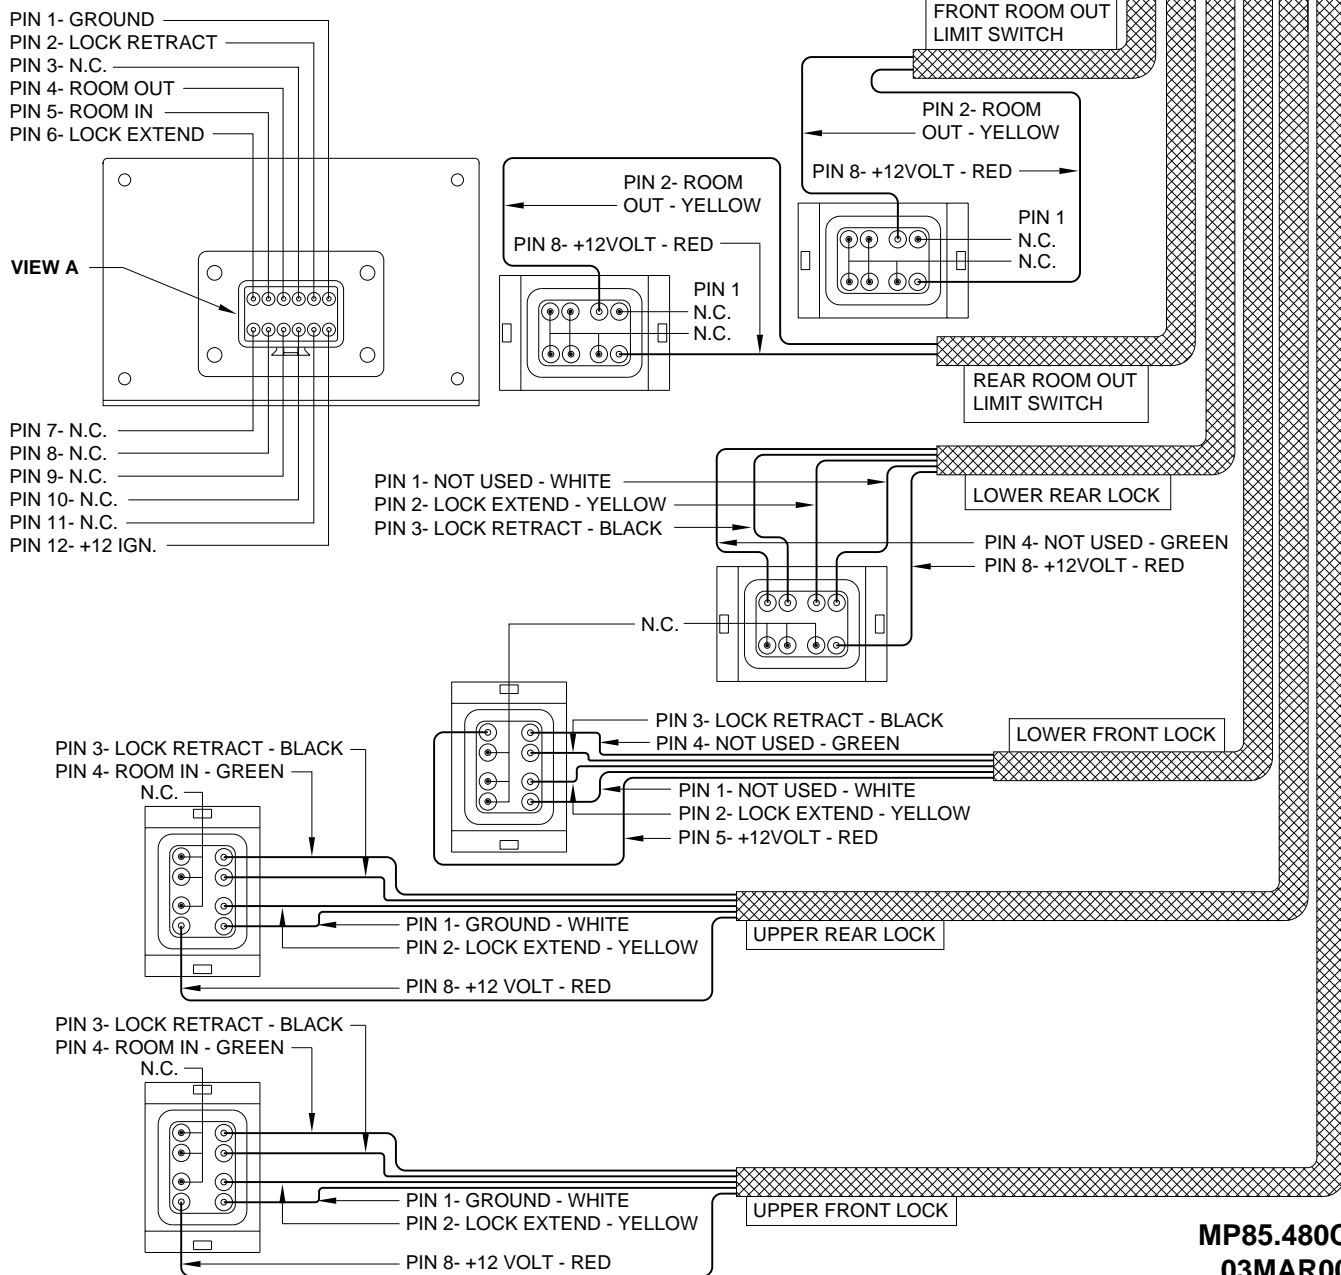 PIN 1- GROUND
PIN 2- LOCK RETRACT
PIN 3- N.C.
PIN 4- ROOM OUT
PIN 5- ROOM IN
PIN 6- LOCK EXTEND
VIEW A
PIN 7- N.C.
PIN 8- N.C.
PIN 9- N.C.
PIN 10- N.C.
PIN 11- N.C.
PIN 12- +12 IGN.
FRONT ROOM OUT
LIMIT SWITCH
PIN 2- ROOM
OUT - YELLOW
PIN 8- +12VOLT - RED
PIN 1
N.C.
N.C.
PIN 2- ROOM
OUT - YELLOW
PIN 8- +12VOLT - RED
PIN 1
N.C.
N.C.
REAR ROOM OUT
LIMIT SWITCH
PIN 1- NOT USED - WHITE
PIN 2- LOCK EXTEND - YELLOW
PIN 3- LOCK RETRACT - BLACK
LOWER REAR LOCK
PIN 4- NOT USED - GREEN
PIN 8- +12VOLT - RED
N.C.
PIN 3- LOCK RETRACT - BLACK
PIN 4- NOT USED - GREEN
LOWER FRONT LOCK
PIN 1- NOT USED - WHITE
PIN 2- LOCK EXTEND - YELLOW
PIN 5- +12VOLT - RED
PIN 3- LOCK RETRACT - BLACK
PIN 4- ROOM IN - GREEN
N.C.
PIN 1- GROUND - WHITE
PIN 2- LOCK EXTEND - YELLOW
UPPER REAR LOCK
PIN 8- +12 VOLT - RED
PIN 3- LOCK RETRACT - BLACK
PIN 4- ROOM IN - GREEN
N.C.
PIN 1- GROUND - WHITE
PIN 2- LOCK EXTEND - YELLOW
UPPER FRONT LOCK
PIN 8- +12 VOLT - RED
03MAR00